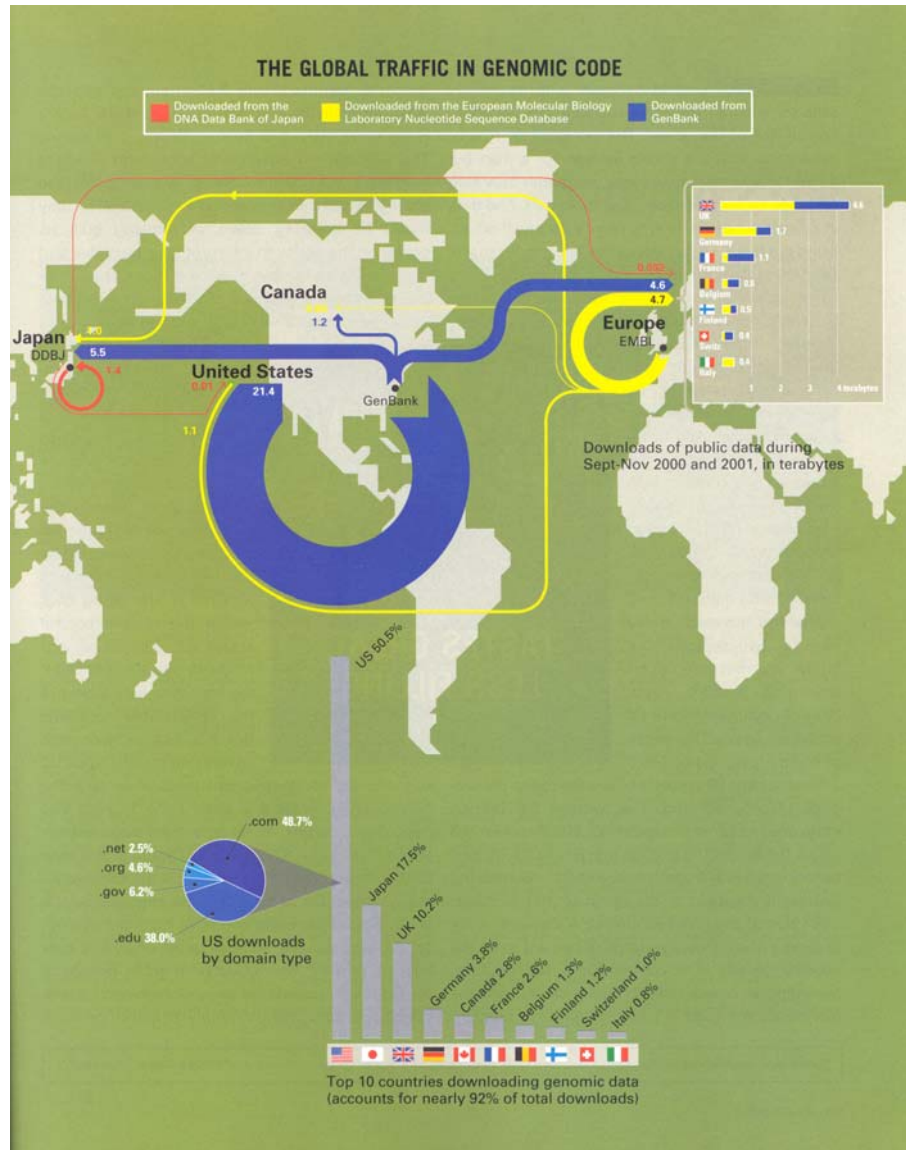 THE GLOBAL TRAFFIC IN GENOMIC CODE
Downloaded from the
DNA Data Bank of Japan
Downloaded from the European Molecular Biology
Laboratory Nucleotide Sequence Database
Downloaded from
GenBank
4.6
UK
1.7
Germany
1.1
France
Belgium
0.5
Finland
0.4
Switz
0.4
Italy
1
2
3
4 terabytes
0.032
4.6
4.7
Canada
1.2
Europe
EMBL
Japan
DDBJ
5.5
1.4
United States
0.01
21.4
GenBank
1.1
Downloads of public data during
Sept-Nov 2000 and 2001, in terabytes
US 50.5%
Japan 17.5%
UK 10.2%
Germany 3.8%
Canada 2.8%
France 2.6%
Belgium 1.3%
Finland 1.2%
Switzerland 1.0%
Italy 0.8%
.com 48.7%
.net 2.5%
.org 4.6%
.gov 6.2%
.edu 38.0%
US downloads
by domain type
Top 10 countries downloading genomic data
(accounts for nearly 92% of total downloads)